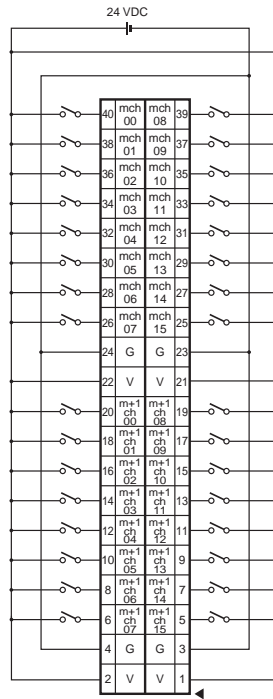 24 VDC
40 mch 00 mch 08 39
38 mch 01 mch 09 37
36 mch 02 mch 10 35
34 mch 03 mch 11 33
32 mch 04 mch 12 31
30 mch 05 mch 13 29
28 mch 06 mch 14 27
26 mch 07 mch 15 25
24 G G 23
22 V V 21
20 m+1 ch 00 m+1 ch 08 19
18 m+1 ch 01 m+1 ch 09 17
16 m+1 ch 02 m+1 ch 10 15
14 m+1 ch 03 m+1 ch 11 13
12 m+1 ch 04 m+1 ch 12 11
10 m+1 ch 05 m+1 ch 13 9
8 m+1 ch 06 m+1 ch 14 7
6 m+1 ch 07 m+1 ch 15 5
4 G G 3
2 V V 1